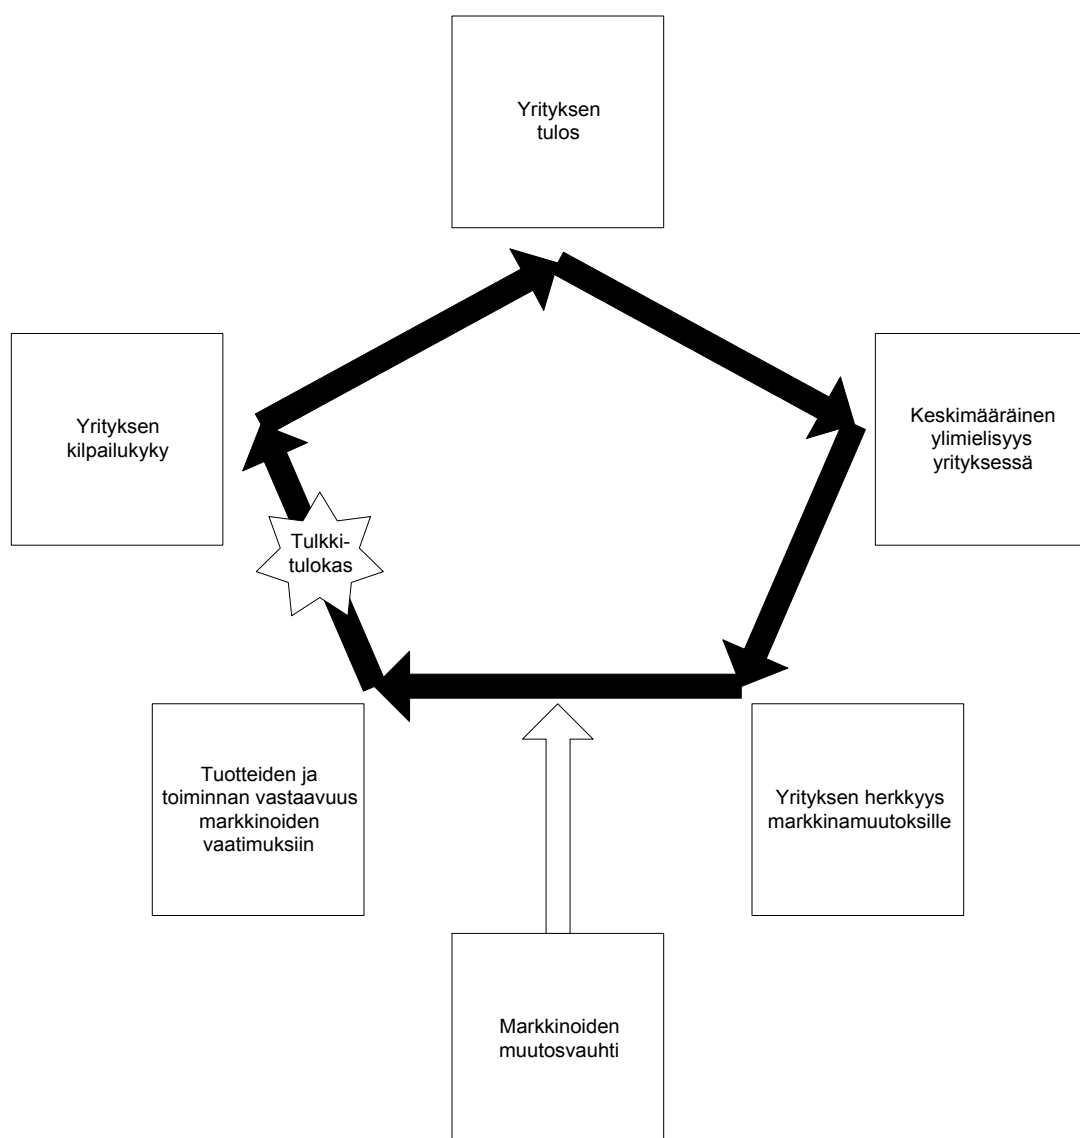 Yrityksen
tulos
Yrityksen
kilpailukyky
Keskimääräinen
ylimielisyys
yrityksessä
Tulkki-
tulokas
Tuotteiden ja
toiminnan vastaavuus
markkinoiden
vaatimuksiin
Yrityksen herkkyys
markkinamuutoksille
Markkinoiden
muutosvauhti